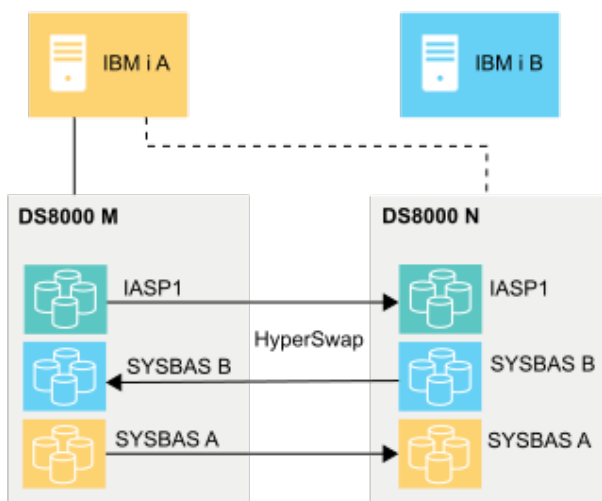 IBM i A
IBM i B
DS8000 M
DS8000 N
IASP1
IASP1
HyperSwap
SYSBAS B
SYSBAS B
SYSBAS A
SYSBAS A